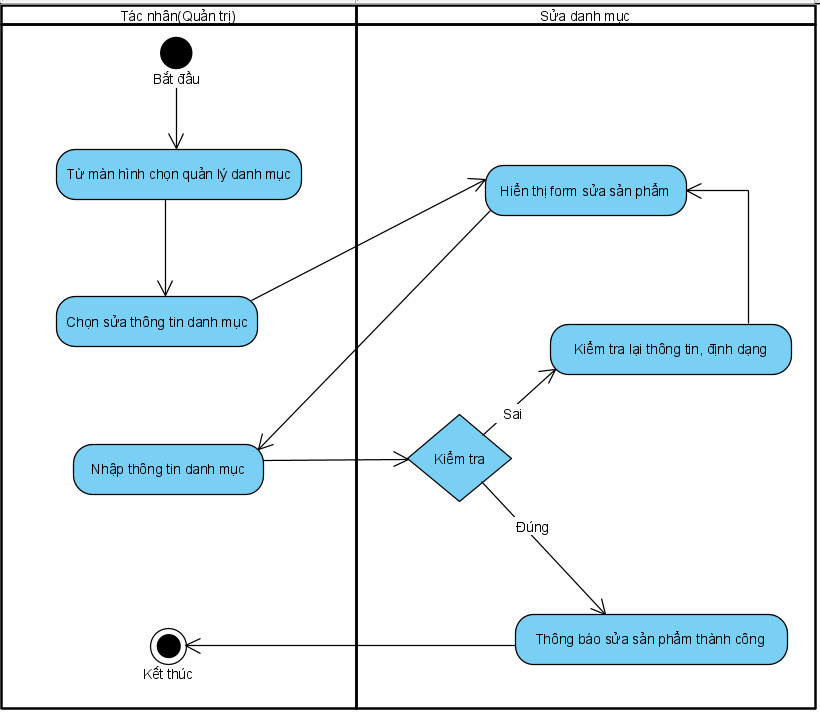 Tác nhân(Quản trị)
Sửa danh mục
Bắt đầu
Từ màn hình chọn quản lý danh mục
Hiển thị form sửa sản phẩm
Chọn sửa thông tin danh mục
Kiểm tra lại thông tin, định dạng
Sai
Kiểm tra
Nhập thông tin danh mục
Đúng
Thông báo sửa sản phẩm thành công
Kết thúc